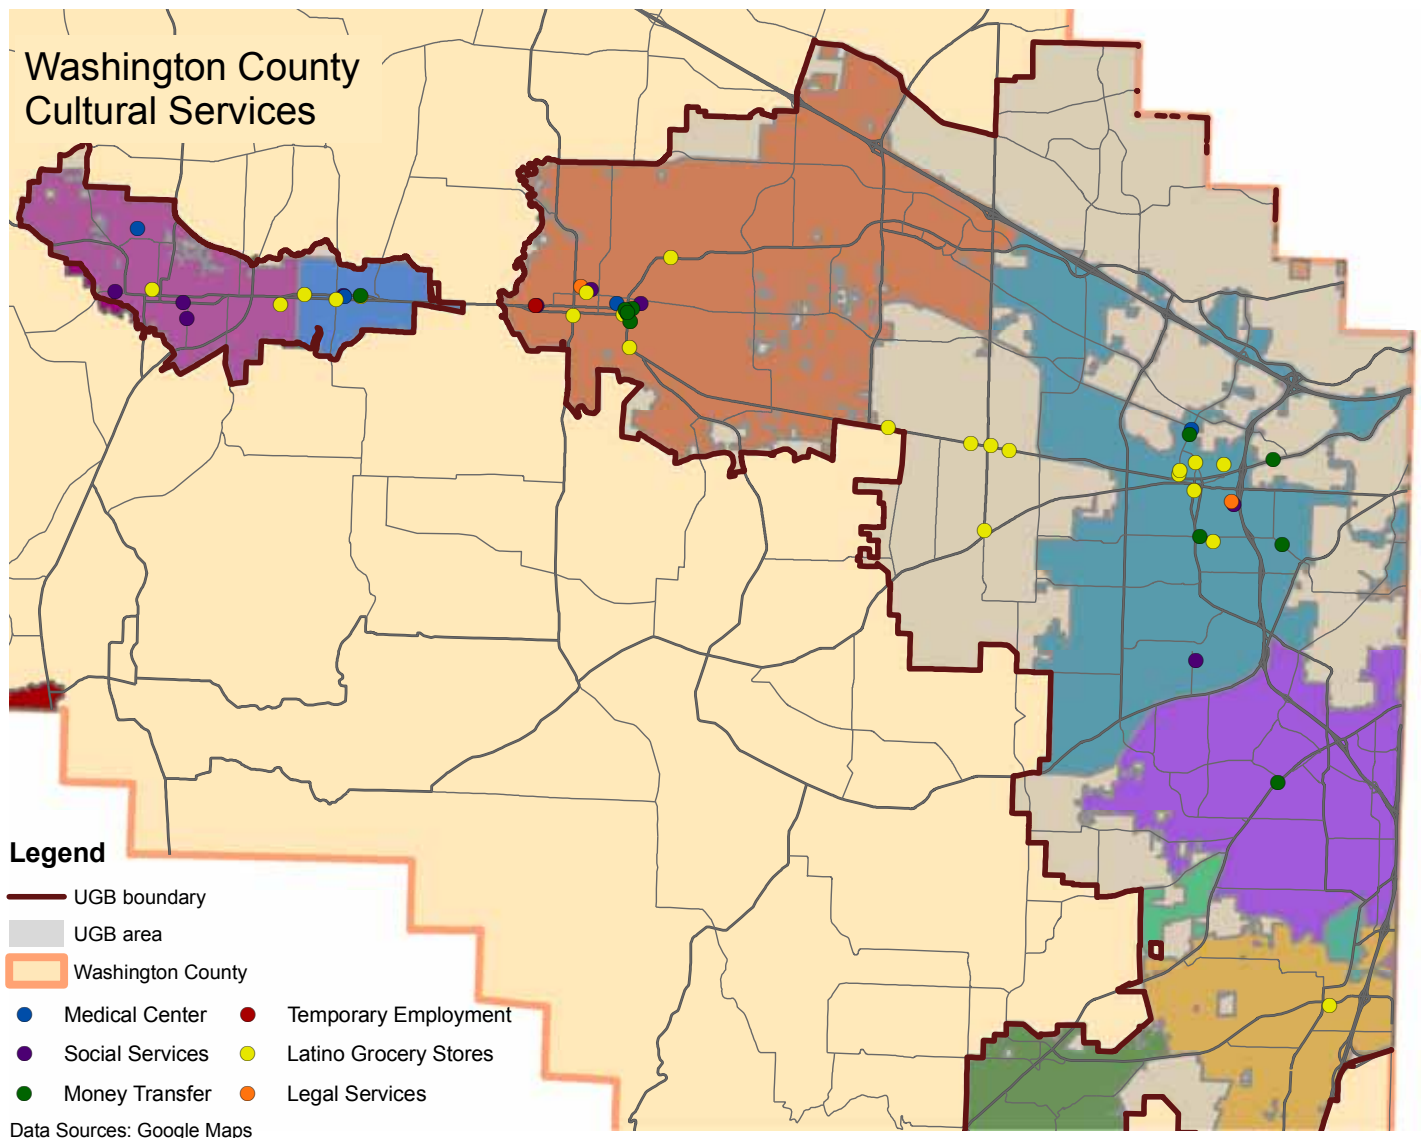 Washington County
Cultural Services
Legend
UGB boundary
UGB area
Washington County
Medical Center
Temporary Employment
Social Services
Latino Grocery Stores
Money Transfer
Legal Services
Data Sources: Google Maps